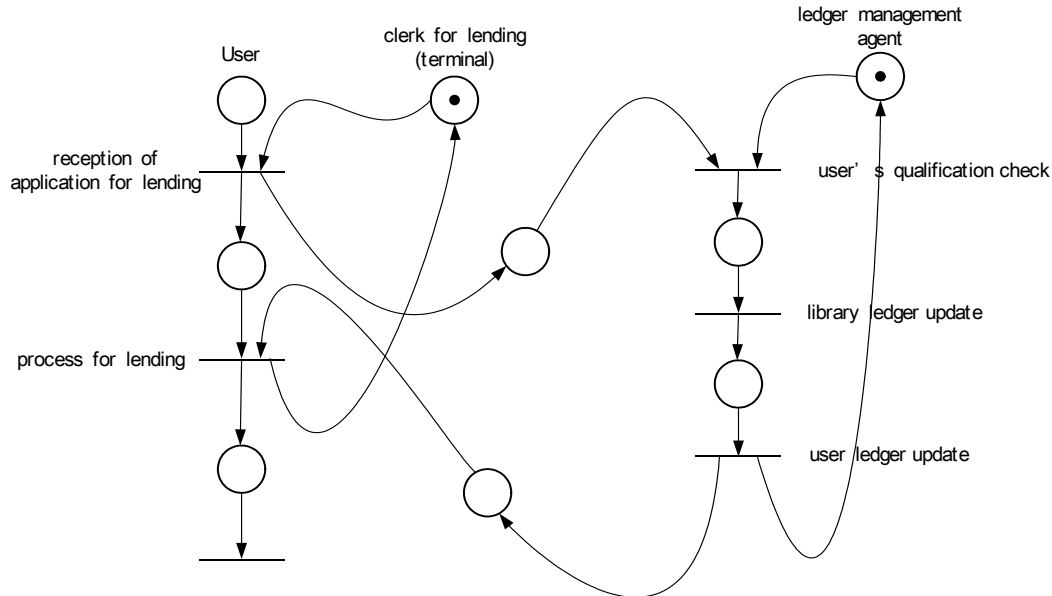 ledger management
agent
clerk for lending
(terminal)
User
reception of
application for lending
user’ s qualification check
library ledger update
process for lending
user ledger update